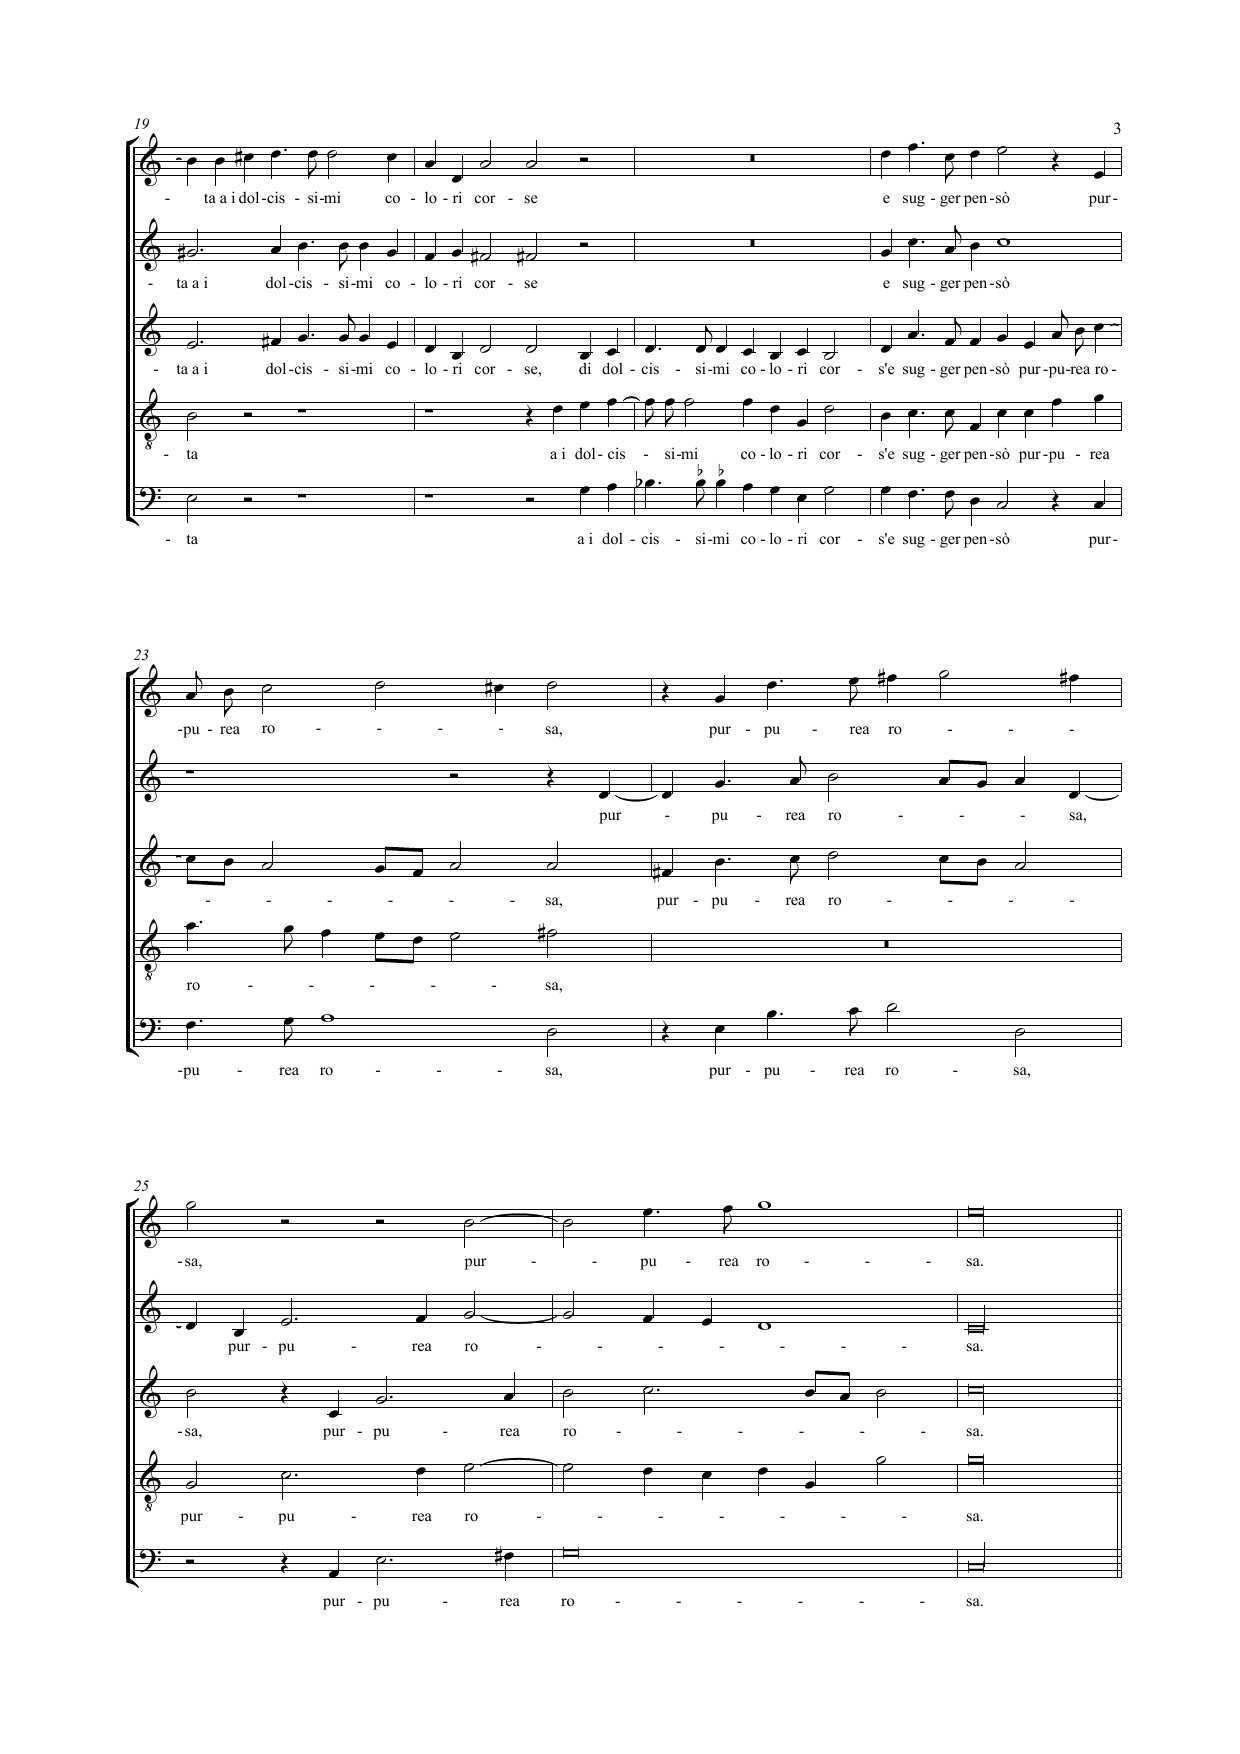 19
3
- ta a i dol - cis - si - mi co - lo - ri cor - se e sug - ger pen - sò pur -
- ta a i dol - cis - si - mi co - lo - ri cor - se e sug - ger pen - sò
- ta a i dol - cis - si - mi co - lo - ri cor - se, di dol - cis - si - mi co - lo - ri cor - s'e sug - ger pen - sò pur - pu - rea ro -
8
- ta a i dol - cis - si - mi co - lo - ri cor - s'e sug - ger pen - sò pur - pu - rea
- ta a i dol - cis - si - mi co - lo - ri cor - s'e sug - ger pen - sò pur -
23
- pu - rea ro - - - - sa, pur - pu - rea ro - - -
pur - pu - rea ro - - - sa,
- - - - - - sa, pur - pu - rea ro - - - -
8
ro - - - - - sa,
- pu - rea ro - - - sa, pur - pu - rea ro - sa,
25
- sa, pur - - pu - rea ro - - - sa.
pur - pu - rea ro - - - - - - - sa.
- sa, pur - pu - rea ro - - - - - - sa.
8
pur - pu - rea ro - - - - - - - sa.
pur - pu - rea ro - - - - - - sa.